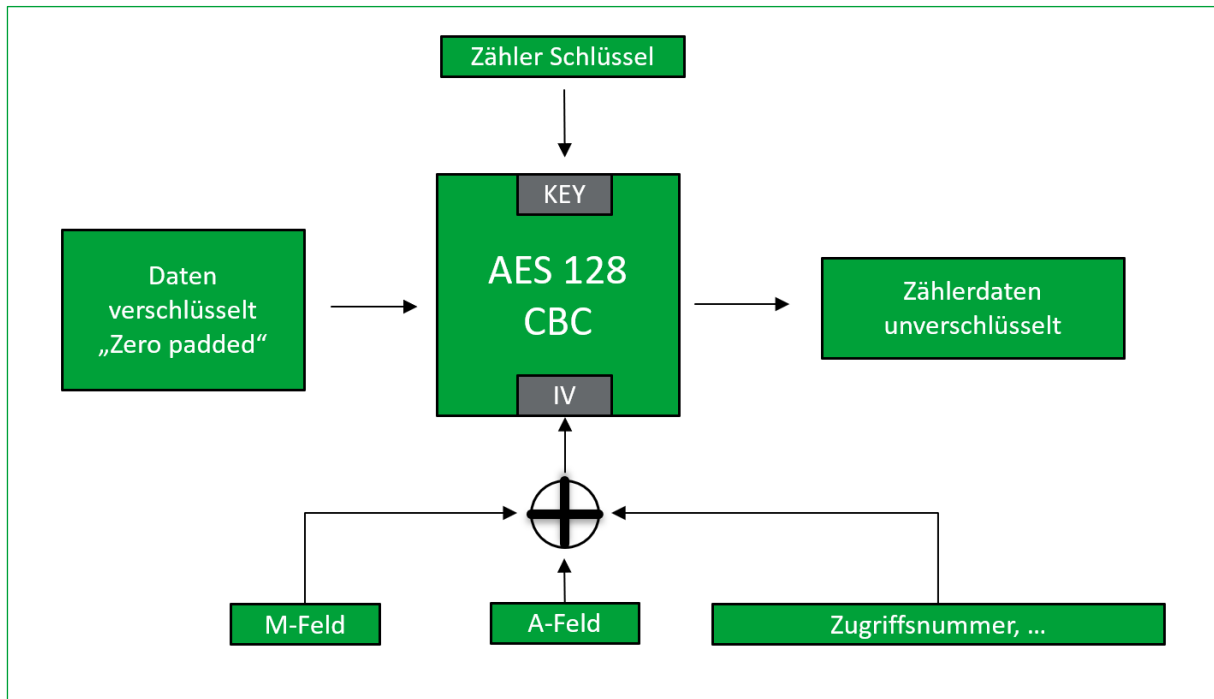 Zähler Schlüssel
KEY
AES 128
CBC
IV
Daten
verschlüsselt
„Zero padded“
Zählerdaten
unverschlüsselt
M-Feld
A-Feld
Zugriffsnummer, ...